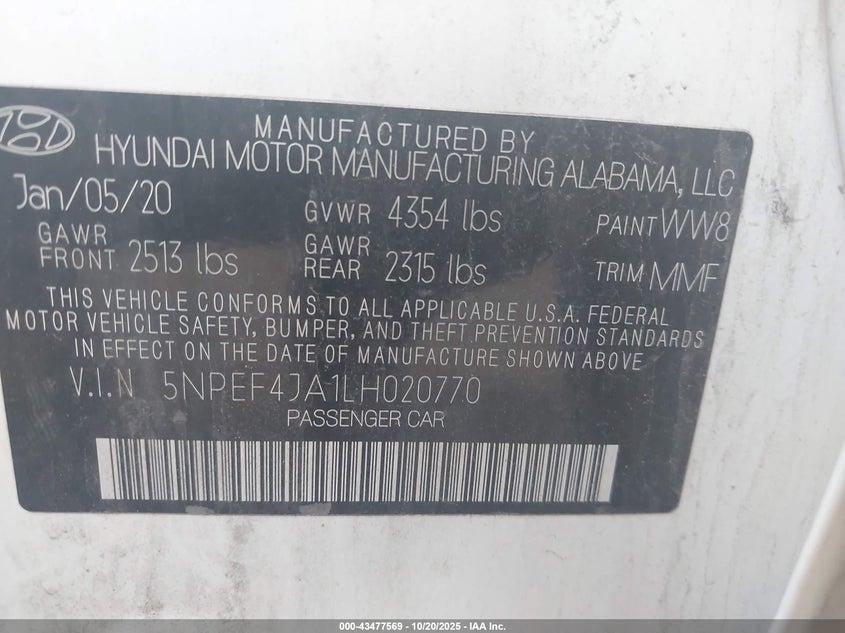 MANUFACTURED BY
HYUNDAI MOTOR MANUFACTURING ALABAMA, LLC
Jan/05/20 GVWR 4354 lbs PAINT WW8
GAWR FRONT 2513 lbs GAWR REAR 2315 lbs TRIM MMF
THIS VEHICLE CONFORMS TO ALL APPLICABLE U.S.A. FEDERAL
MOTOR VEHICLE SAFETY, BUMPER, AND THEFT PREVENTION STANDARDS
IN EFFECT ON THE DATE OF MANUFACTURE SHOWN ABOVE
V.I.N 5NPEF4JA1LH020770
PASSENGER CAR
000-43477569 - 10/20/2025 - IAA Inc.